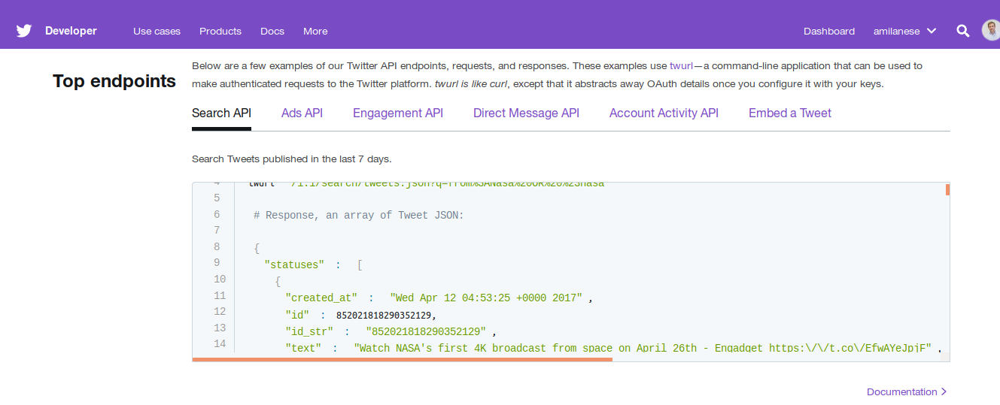 Developer Use cases Products Docs More Dashboard amilanese
Top endpoints
Below are a few examples of our Twitter API endpoints, requests, and responses. These examples use twurl—a command-line application that can be used to
make authenticated requests to the Twitter platform. twurl is like curl, except that it abstracts away OAuth details once you configure it with your keys.
Search API Ads API Engagement API Direct Message API Account Activity API Embed a Tweet
Search Tweets published in the last 7 days.
4 twurl /1.1/search/tweets.json?q=from%3ANasa%20OR%20%23nasa
5
6 # Response, an array of Tweet JSON:
7
8 {
9 "statuses" : [
10 {
11 "created_at" : "Wed Apr 12 04:53:25 +0000 2017" ,
12 "id" : 852021818290352129,
13 "id_str" : "852021818290352129" ,
14 "text" : "Watch NASA's first 4K broadcast from space on April 26th - Engadget https:\/\/t.co\/EfwAYeJpjF" ,
Documentation